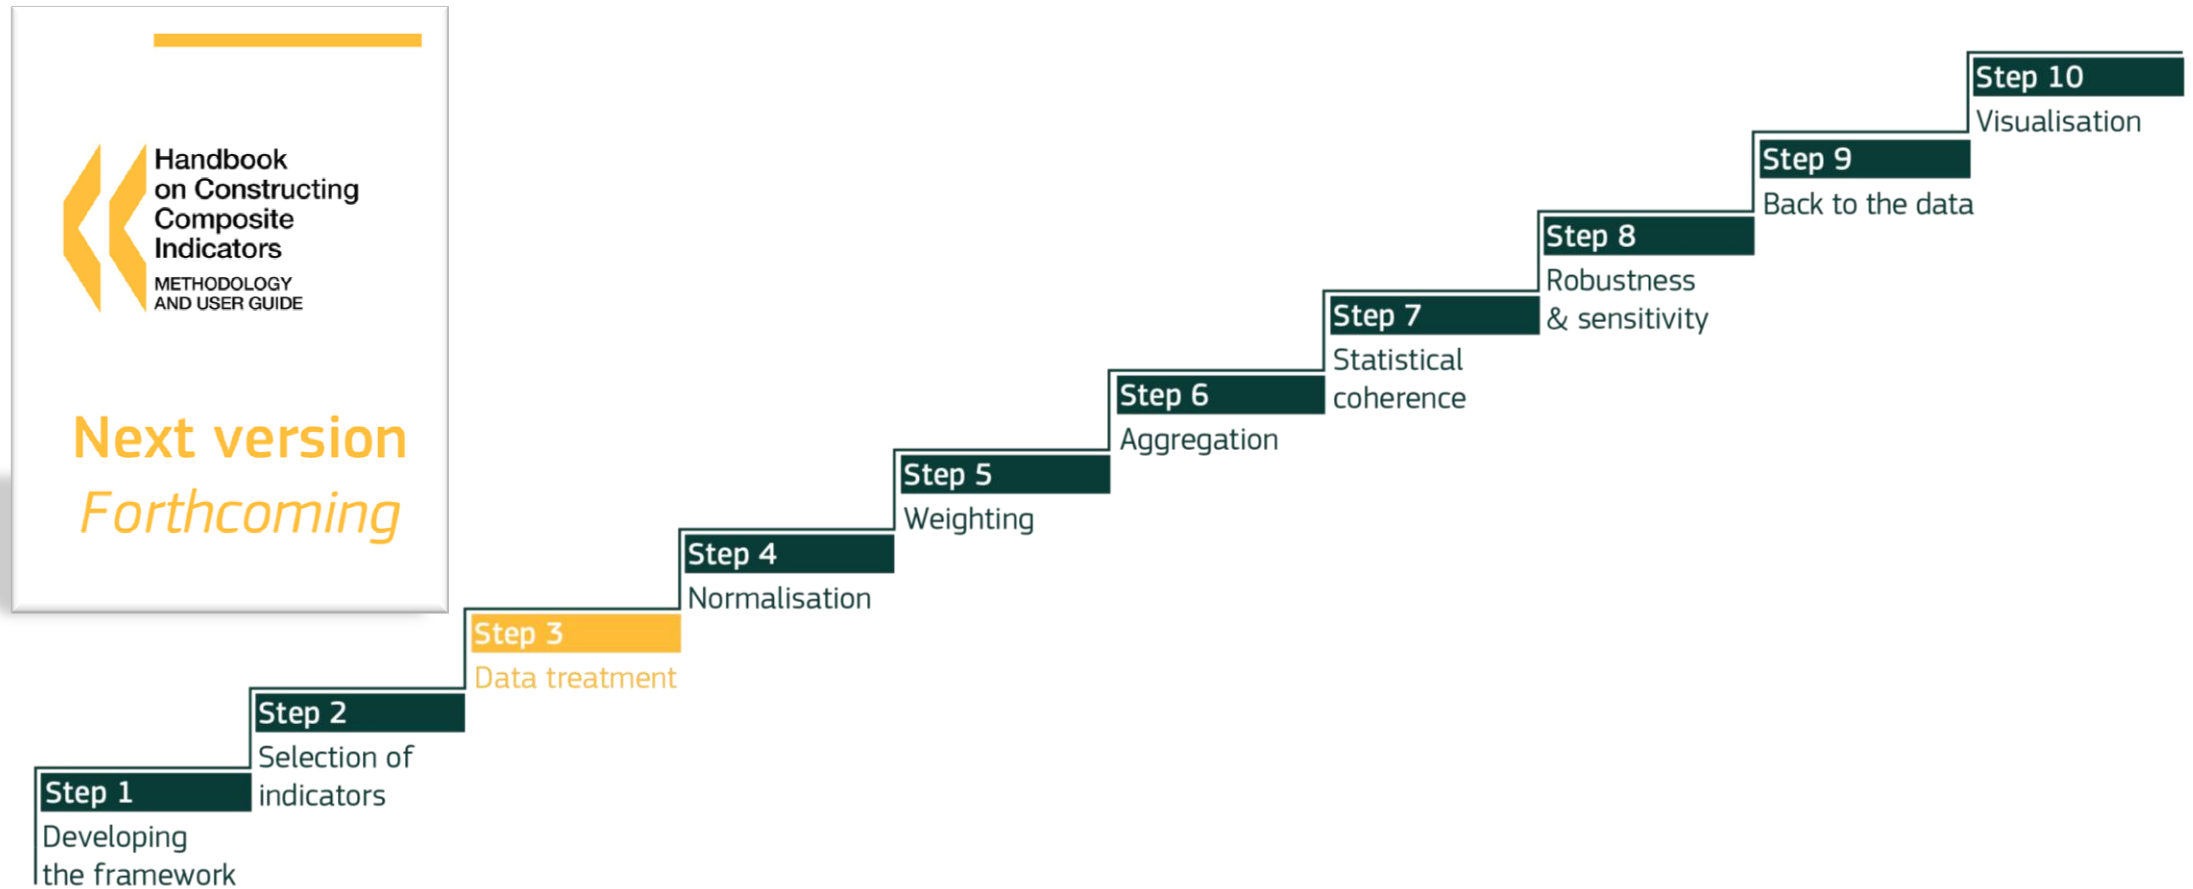 Handbook
on Constructing
Composite
Indicators
METHODOLOGY
AND USER GUIDE
Next version
Forthcoming
Step 1
Developing
the framework
Step 2
Selection of
indicators
Step 3
Data treatment
Step 4
Normalisation
Step 5
Weighting
Step 6
Aggregation
Step 7
Statistical
coherence
Step 8
Robustness
& sensitivity
Step 9
Back to the data
Step 10
Visualisation